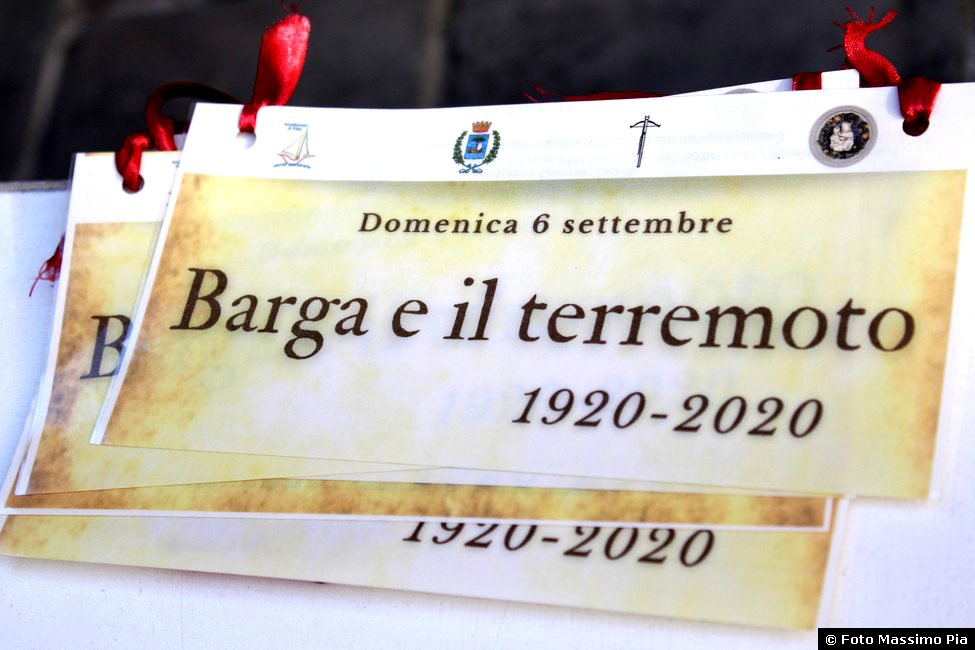 Domenica 6 settembre
Barga e il terremoto
1920-2020
B
1920-2020
© Foto Massimo Pia